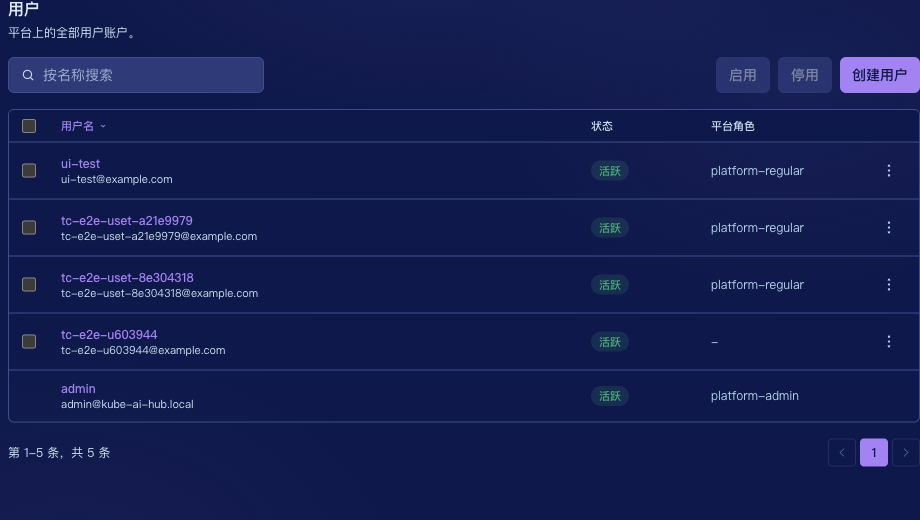 用户
平台上的全部用户账户。
按名称搜索
启用
停用
创建用户
用户名
状态
平台角色
ui-test
ui-test@example.com
活跃
platform-regular
tc-e2e-uset-a21e9979
tc-e2e-uset-a21e9979@example.com
活跃
platform-regular
tc-e2e-uset-8e304318
tc-e2e-uset-8e304318@example.com
活跃
platform-regular
tc-e2e-u603944
tc-e2e-u603944@example.com
活跃
–
admin
admin@kube-ai-hub.local
活跃
platform-admin
第 1-5 条，共 5 条
1